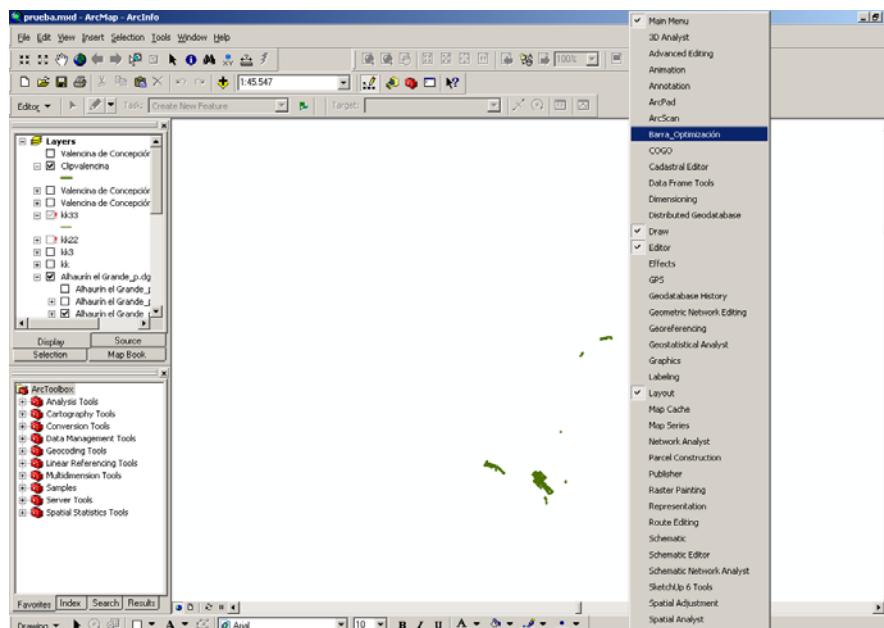 prueba.mxd - ArcMap - ArcInfo
File Edit View Insert Selection Tools Window Help
100%
1:45.547
Editor Task: Create New Feature Target:
Layers
Valencina de Concepción
Clipvalencina
Valencina de Concepción
Valencina de Concepción
kk33
kk22
kk3
kk
Alhaurín el Grande_p.dg
Alhaurín el Grande_p
Alhaurín el Grande_p
Alhaurín el Grande
Display Source
Selection Map Book
ArcToolbox
Analysis Tools
Cartography Tools
Conversion Tools
Data Management Tools
Geocoding Tools
Linear Referencing Tools
Multidimension Tools
Samples
Server Tools
Spatial Statistics Tools
Favorites Index Search Results
Drawing Arial 10 B I U A
Main Menu
3D Analyst
Advanced Editing
Animation
Annotation
ArcPad
ArcScan
Barra_Optimización
COGO
Cadastral Editor
Data Frame Tools
Dimensioning
Distributed Geodatabase
Draw
Editor
Effects
GPS
Geodatabase History
Geometric Network Editing
Georeferencing
Geostatistical Analyst
Graphics
Labeling
Layout
Map Cache
Map Series
Network Analyst
Parcel Construction
Publisher
Raster Painting
Representation
Route Editing
Schematic
Schematic Editor
Schematic Network Analyst
SketchUp 6 Tools
Spatial Adjustment
Spatial Analyst